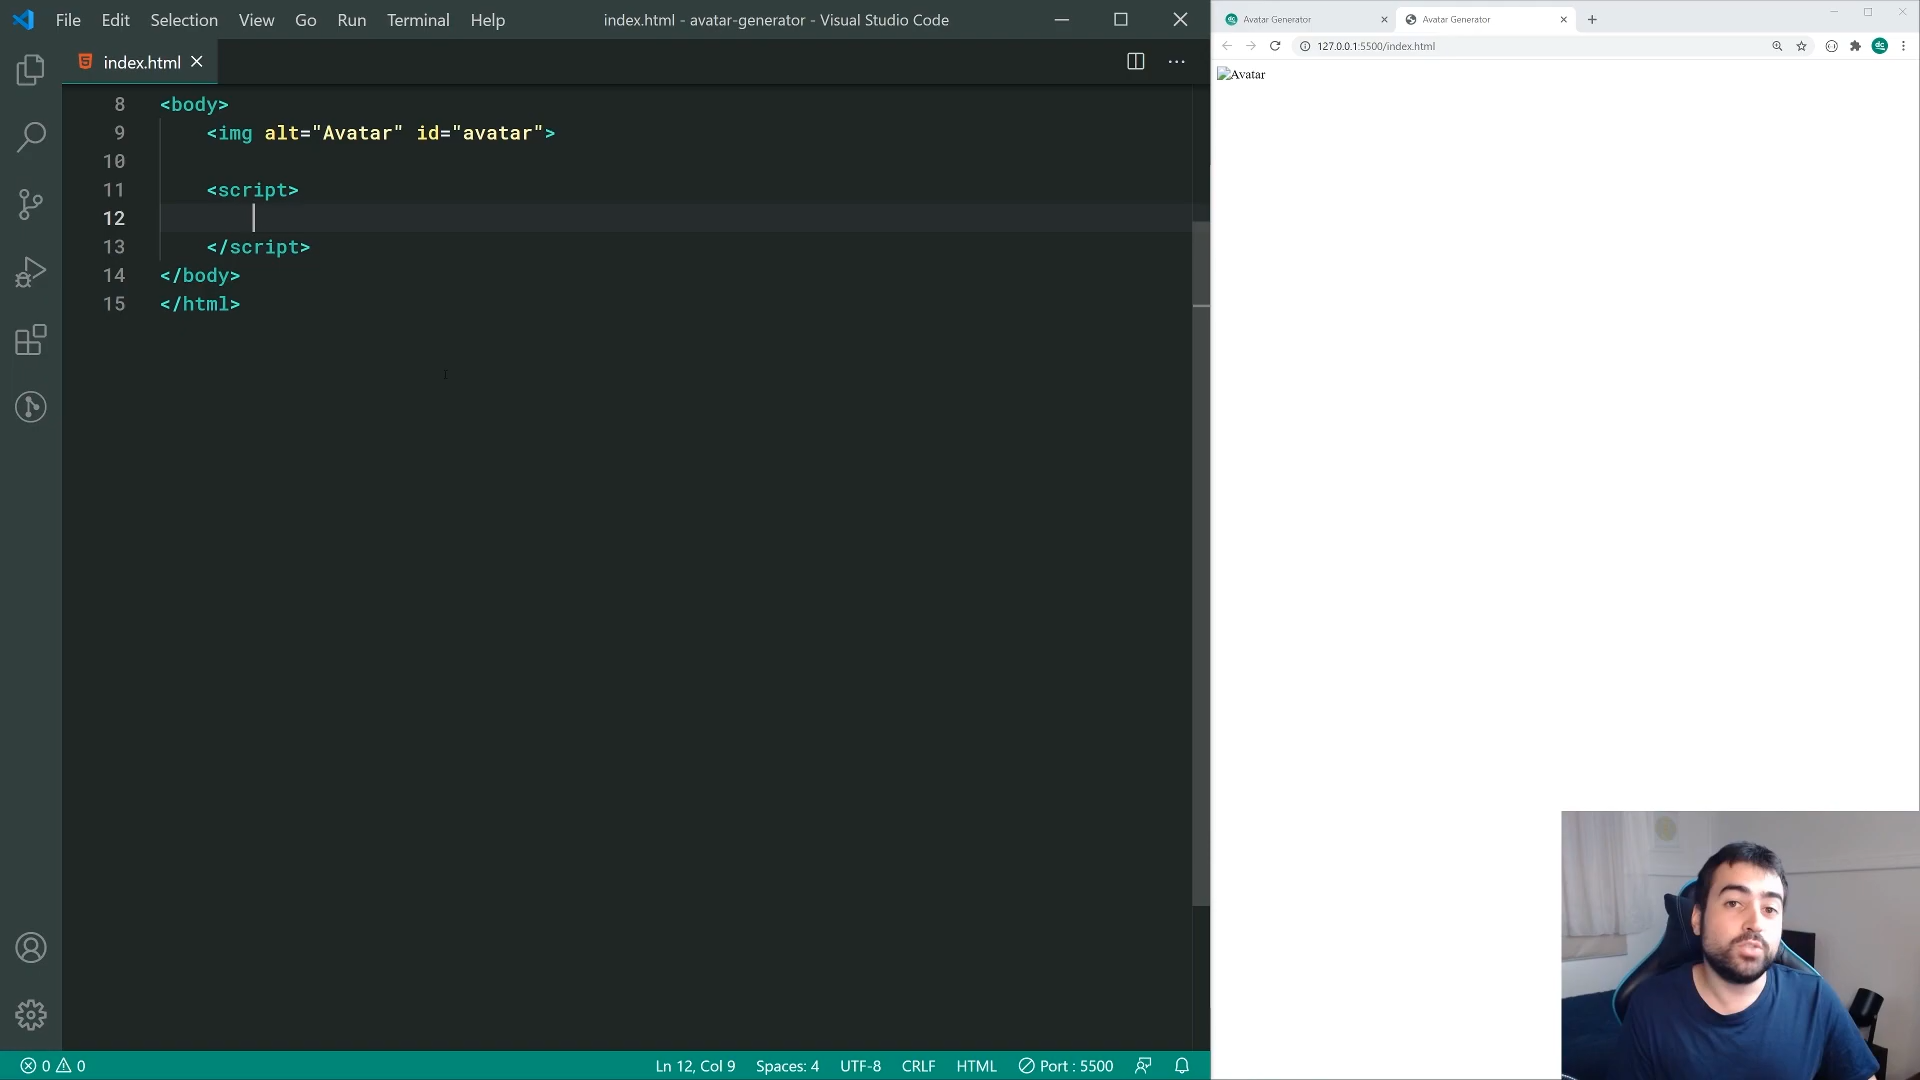 File Edit Selection View Go Run Terminal Help
index.html - avatar-generator - Visual Studio Code
index.html
8 <body>
9 <img alt="Avatar" id="avatar">
10
11 <script>
12
13 </script>
14 </body>
15 </html>
0 0
Ln 12, Col 9 Spaces: 4 UTF-8 CRLF HTML Port : 5500
Avatar Generator
Avatar Generator
127.0.0.1:5500/index.html
dc
Avatar